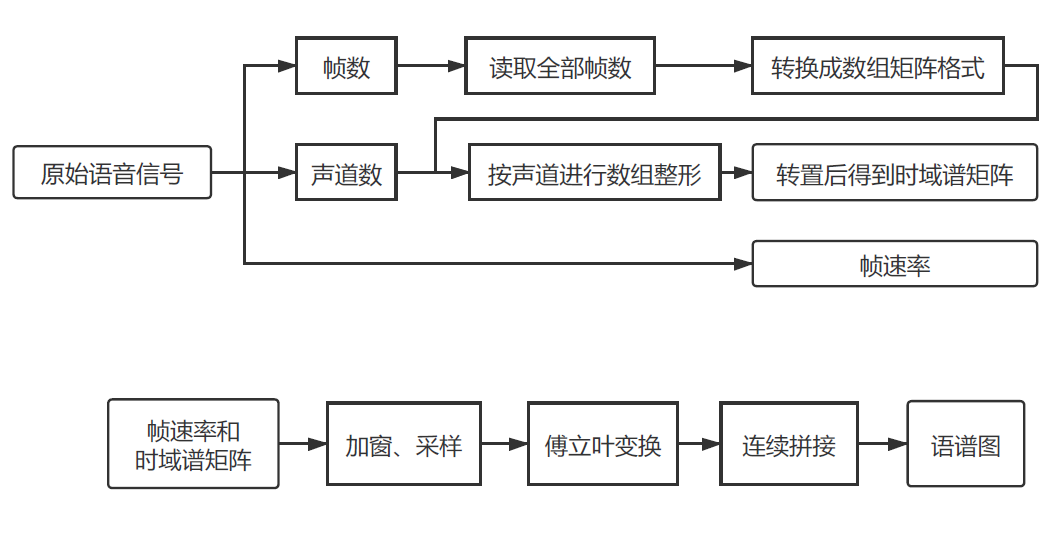 帧数
读取全部帧数
转换成数组矩阵格式
原始语音信号
声道数
按声道进行数组整形
转置后得到时域谱矩阵
帧速率
帧速率和
时域谱矩阵
加窗、采样
傅立叶变换
连续拼接
语谱图